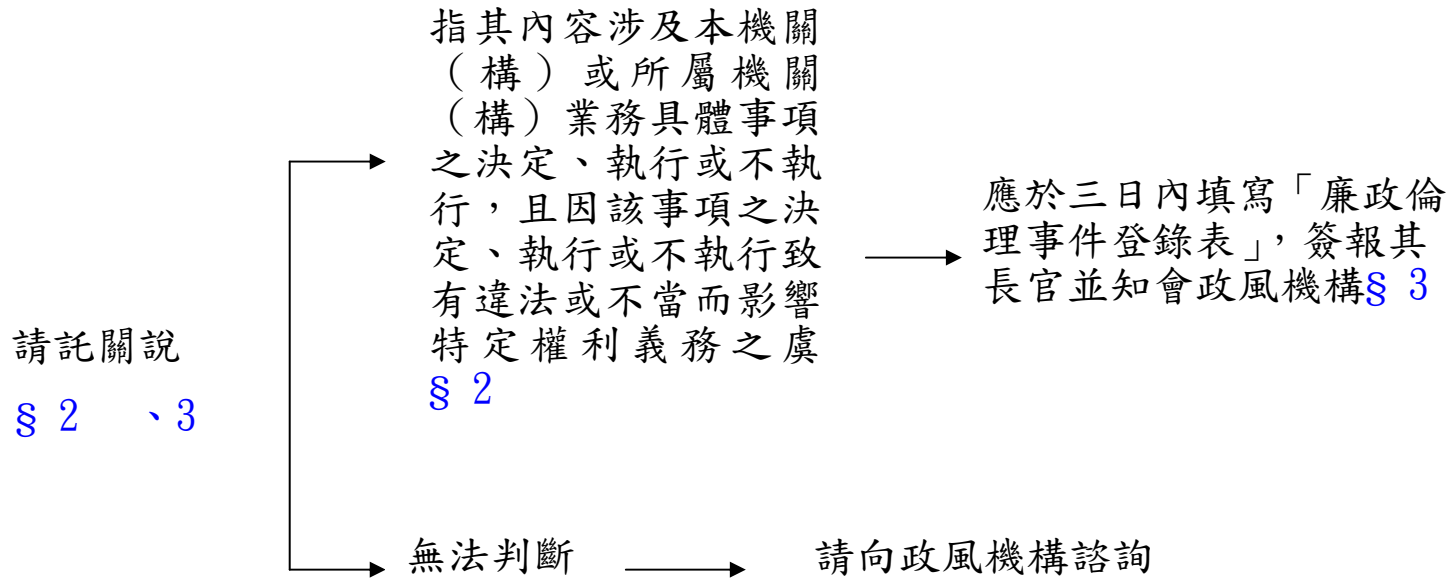 指其內容涉及本機關
（構）或所屬機關
（構）業務具體事項
之決定、執行或不執
行，且因該事項之決
定、執行或不執行致
有違法或不當而影響
特定權利義務之虞
§ 2
應於三日內填寫「廉政倫
理事件登錄表」，簽報其
長官並知會政風機構§ 3
請託關說
§ 2 、3
無法判斷
請向政風機構諮詢